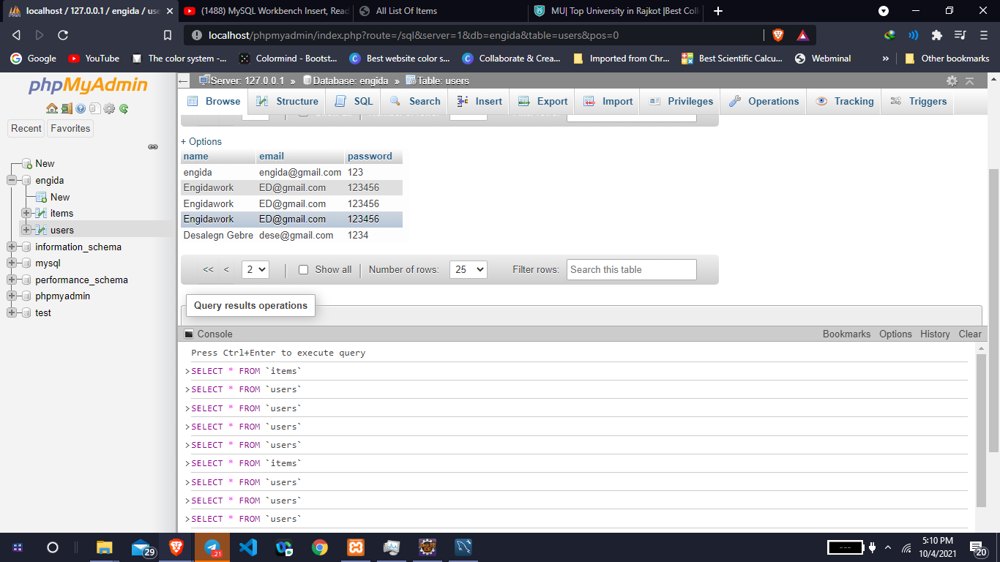 localhost / 127.0.0.1 / engida / use
(1488) MySQL Workbench Insert, Read
All List Of Items
MU| Top University in Rajkot |Best Coll
localhost/phpmyadmin/index.php?route=/sql&server=1&db=engida&table=users&pos=0
Google
YouTube
The color system -...
Colormind - Bootst...
Best website color s...
Collaborate & Crea...
Imported from Chr...
Best Scientific Calcu...
Webminal
»
Other bookmarks
phpMyAdmin
Recent
Favorites
New
engida
New
items
users
information_schema
mysql
performance_schema
phpmyadmin
test
Server: 127.0.0.1 » Database: engida » Table: users
Browse
Structure
SQL
Search
Insert
Export
Import
Privileges
Operations
Tracking
Triggers
+ Options
name email password
engida engida@gmail.com 123
Engidawork ED@gmail.com 123456
Engidawork ED@gmail.com 123456
Engidawork ED@gmail.com 123456
Desalegn Gebre dese@gmail.com 1234
<< < 2 | Show all | Number of rows: 25 Filter rows: Search this table
Query results operations
Console
Bookmarks Options History Clear
Press Ctrl+Enter to execute query
>SELECT * FROM `items`
>SELECT * FROM `users`
>SELECT * FROM `users`
>SELECT * FROM `users`
>SELECT * FROM `users`
>SELECT * FROM `items`
>SELECT * FROM `users`
>SELECT * FROM `users`
>SELECT * FROM `users`
29
21
5:10 PM
10/4/2021
20